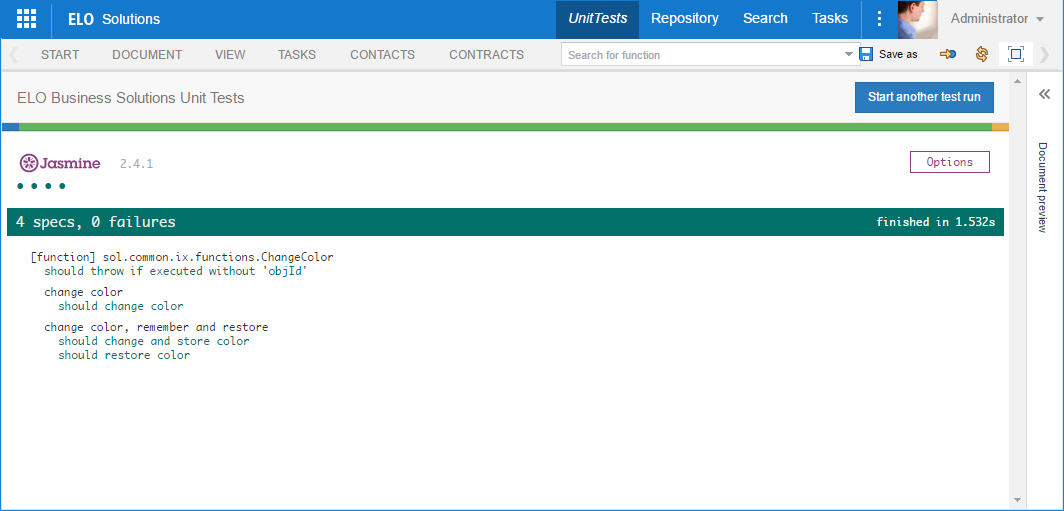 ELO Solutions UnitTests Repository Search Tasks Administrator
START DOCUMENT VIEW TASKS CONTACTS CONTRACTS Search for function Save as
ELO Business Solutions Unit Tests Start another test run
Jasmine 2.4.1 Options
4 specs, 0 failures finished in 1.532s
[function] sol.common.ix.functions.ChangeColor
should throw if executed without 'objId'
change color
should change color
change color, remember and restore
should change and store color
should restore color
Document preview